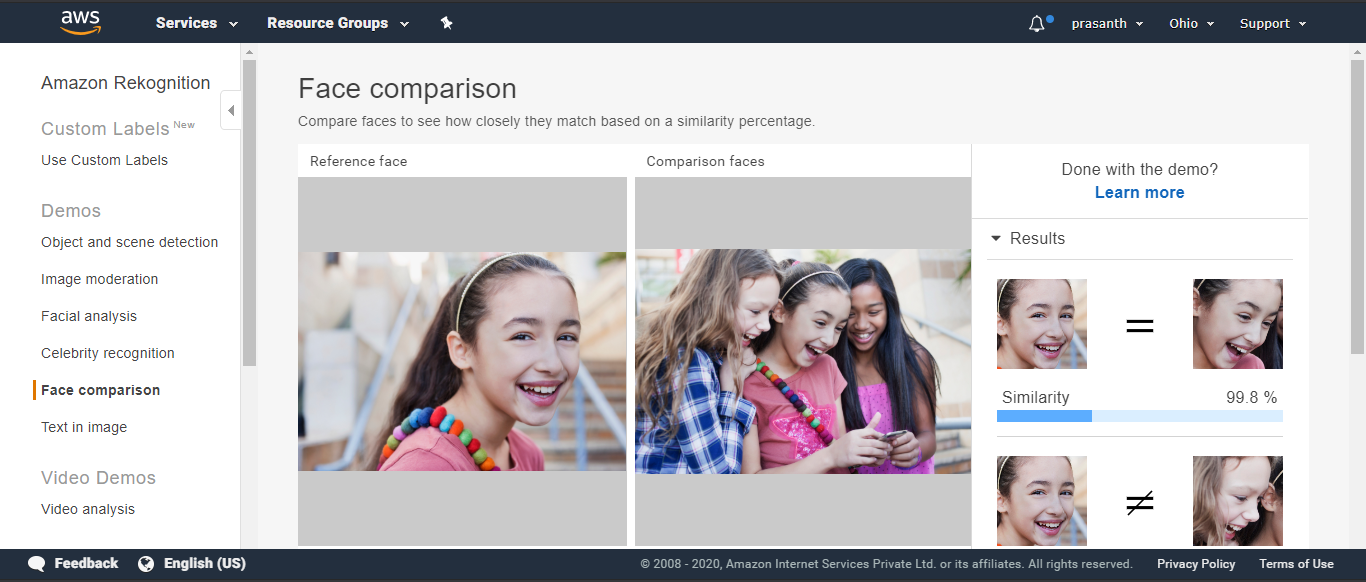 aws
Services
Resource Groups
prasanth
Ohio
Support
Amazon Rekognition
Custom Labels New
Use Custom Labels
Demos
Object and scene detection
Image moderation
Facial analysis
Celebrity recognition
Face comparison
Text in image
Video Demos
Video analysis
Face comparison
Compare faces to see how closely they match based on a similarity percentage.
Reference face
Comparison faces
Done with the demo?
Learn more
Results
=
Similarity 99.8 %
≠
Feedback
English (US)
© 2008 - 2020, Amazon Internet Services Private Ltd. or its affiliates. All rights reserved.
Privacy Policy
Terms of Use